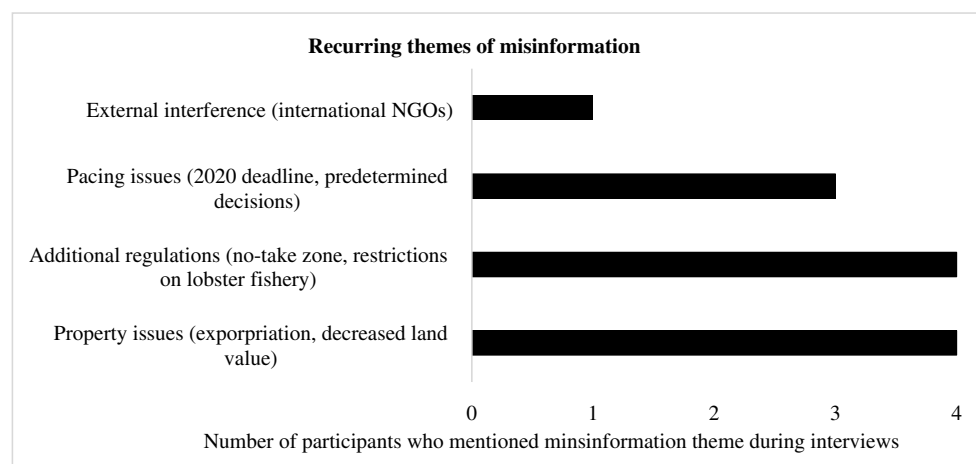 Recurring themes of misinformation
External interference (international NGOs)
Pacing issues (2020 deadline, predetermined
decisions)
Additional regulations (no-take zone, restrictions
on lobster fishery)
Property issues (exporpriation, decreased land
value)
0 1 2 3 4
Number of participants who mentioned minsinformation theme during interviews